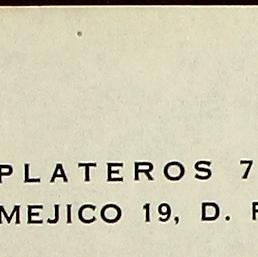 PLATEROS 7
MEJICO 19, D. F